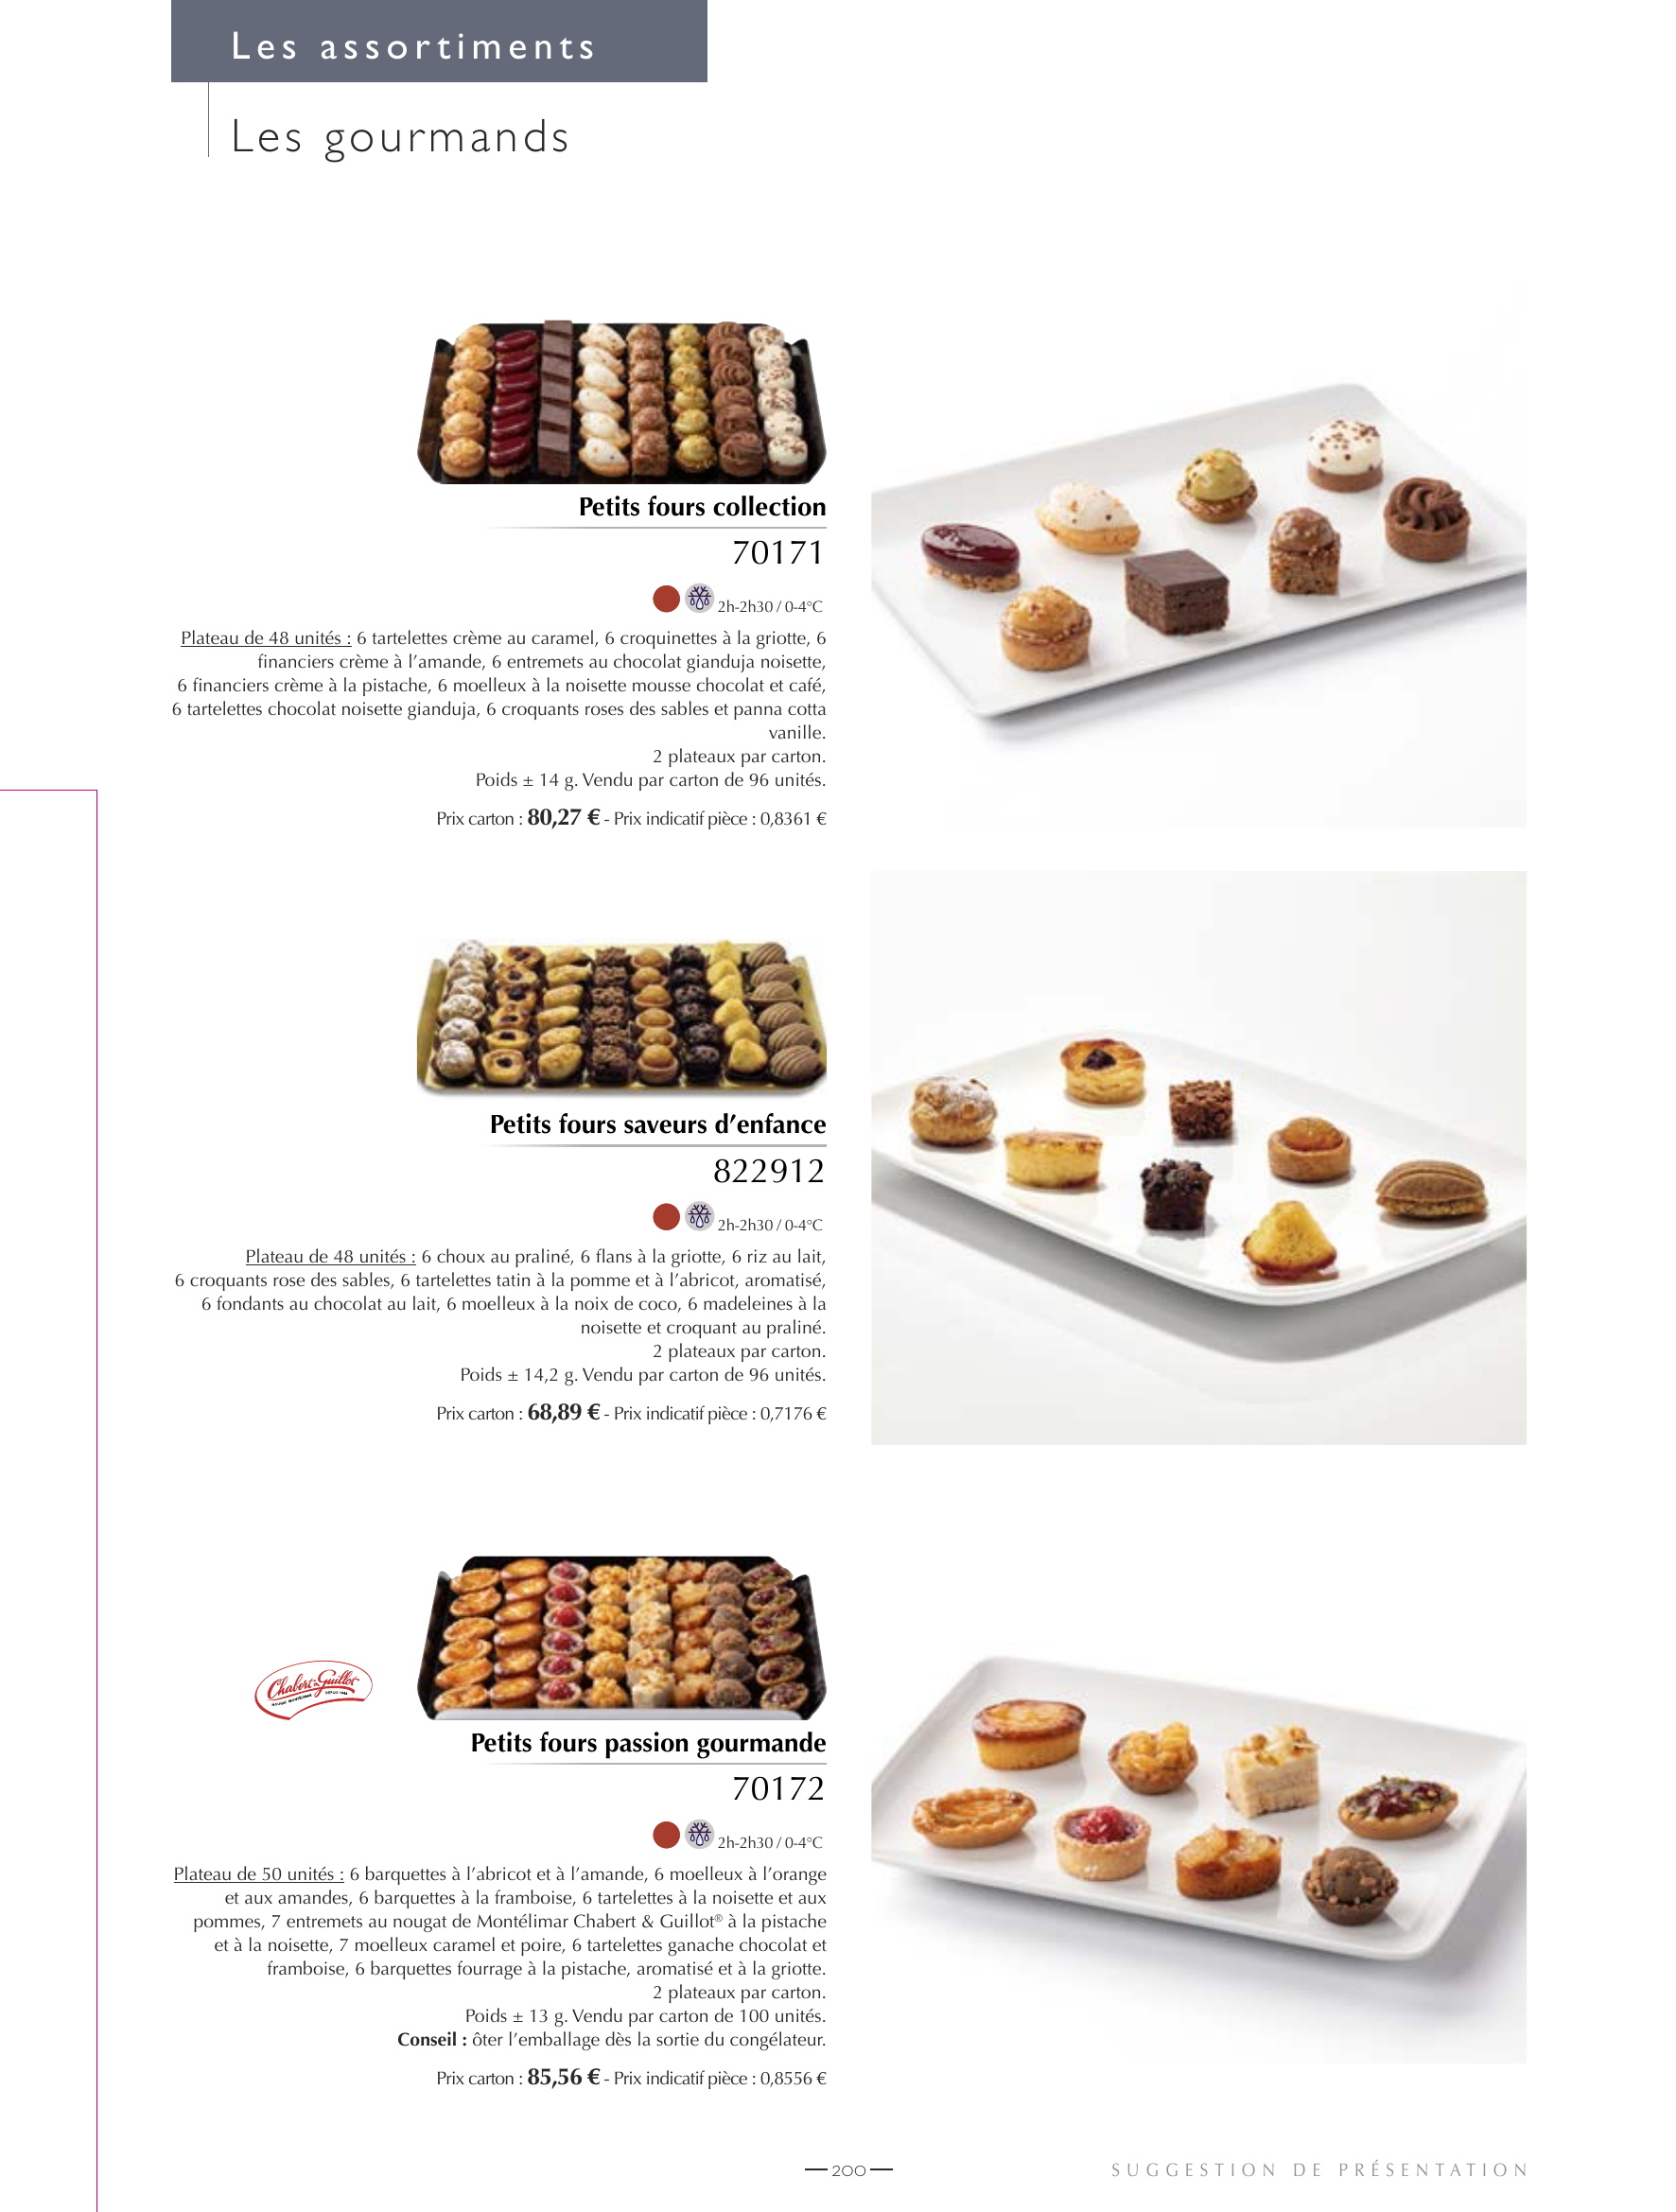 Les assortiments
Les gourmands
Petits fours collection
70171
2h-2h30 / 0-4°C
Plateau de 48 unités : 6 tartelettes crème au caramel, 6 croquinettes à la griotte, 6
financiers crème à l’amande, 6 entremets au chocolat gianduja noisette,
6 financiers crème à la pistache, 6 moelleux à la noisette mousse chocolat et café,
6 tartelettes chocolat noisette gianduja, 6 croquants roses des sables et panna cotta
vanille.
2 plateaux par carton.
Poids ± 14 g. Vendu par carton de 96 unités.
Prix carton : 80,27 € - Prix indicatif pièce : 0,8361 €
Petits fours saveurs d’enfance
822912
2h-2h30 / 0-4°C
Plateau de 48 unités : 6 choux au praliné, 6 flans à la griotte, 6 riz au lait,
6 croquants rose des sables, 6 tartelettes tatin à la pomme et à l’abricot, aromatisé,
6 fondants au chocolat au lait, 6 moelleux à la noix de coco, 6 madeleines à la
noisette et croquant au praliné.
2 plateaux par carton.
Poids ± 14,2 g. Vendu par carton de 96 unités.
Prix carton : 68,89 € - Prix indicatif pièce : 0,7176 €
Chabert & Guillot
Petits fours passion gourmande
70172
2h-2h30 / 0-4°C
Plateau de 50 unités : 6 barquettes à l’abricot et à l’amande, 6 moelleux à l’orange
et aux amandes, 6 barquettes à la framboise, 6 tartelettes à la noisette et aux
pommes, 7 entremets au nougat de Montélimar Chabert & Guillot® à la pistache
et à la noisette, 7 moelleux caramel et poire, 6 tartelettes ganache chocolat et
framboise, 6 barquettes fourrage à la pistache, aromatisé et à la griotte.
2 plateaux par carton.
Poids ± 13 g. Vendu par carton de 100 unités.
Conseil : ôter l’emballage dès la sortie du congélateur.
Prix carton : 85,56 € - Prix indicatif pièce : 0,8556 €
200
SUGGESTION DE PRÉSENTATION